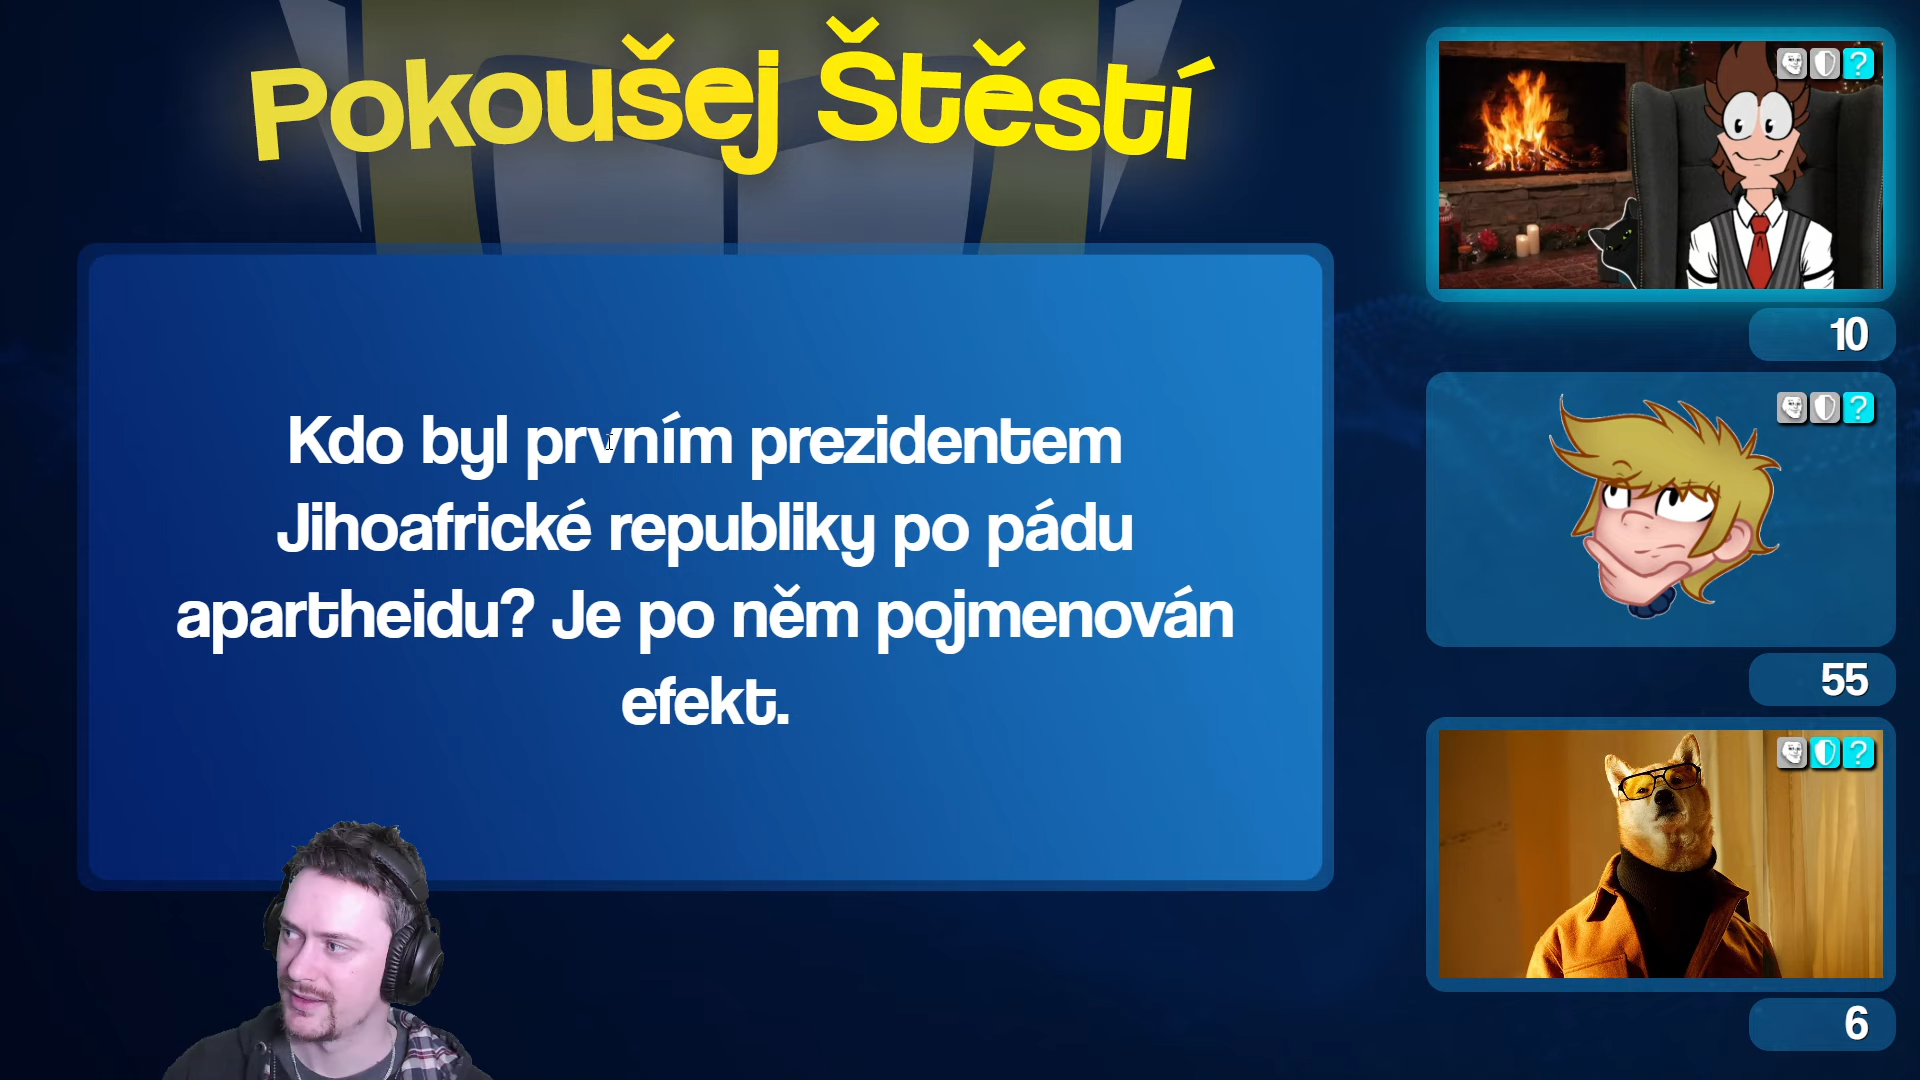 Pokoušej Štěstí
Kdo byl prvním prezidentem
Jihoafrické republiky po pádu
apartheidu? Je po něm pojmenován
efekt.
?
10
?
55
?
6